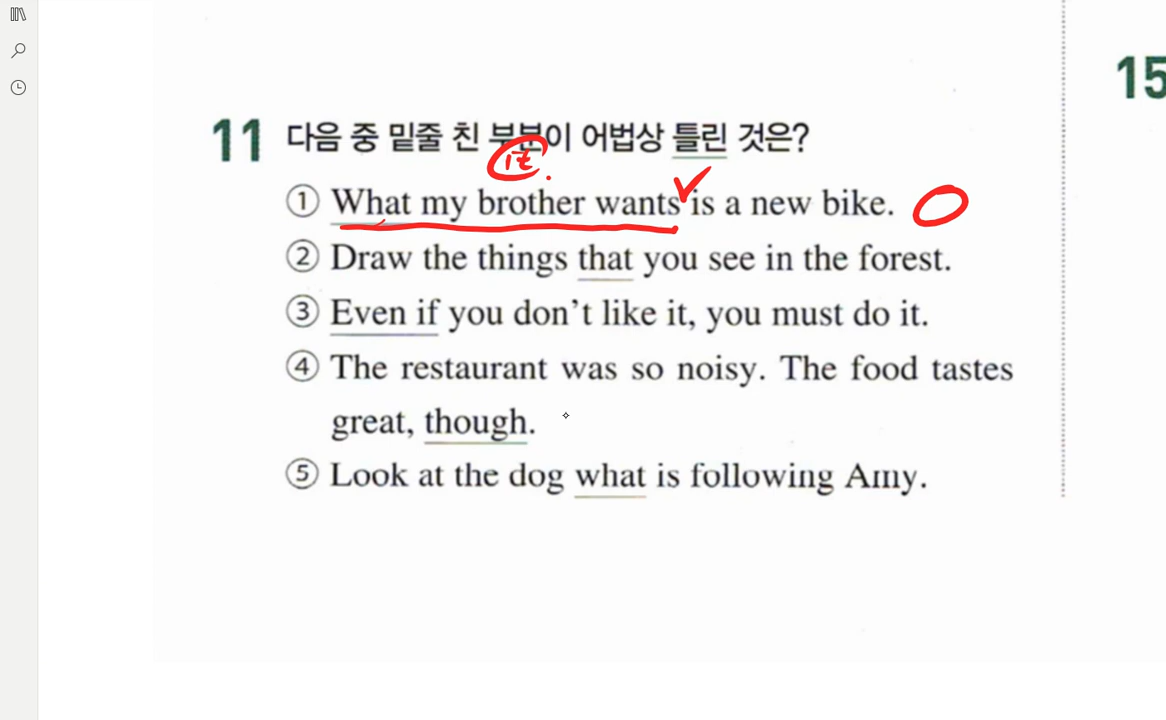 15
11 다음 중 밑줄 친 부분이 어법상 틀린 것은?
it.
① What my brother wants is a new bike.
② Draw the things that you see in the forest.
③ Even if you don’t like it, you must do it.
④ The restaurant was so noisy. The food tastes
great, though.
⑤ Look at the dog what is following Amy.